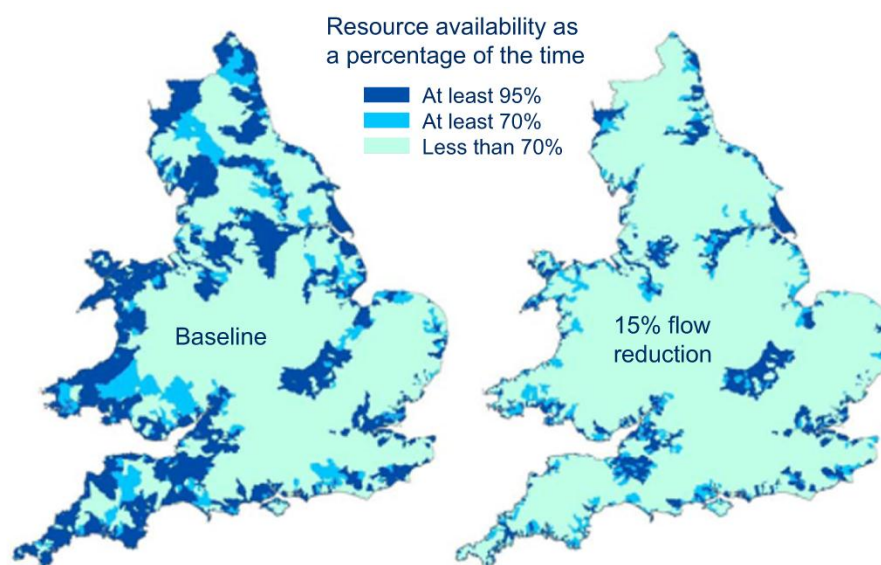 Resource availability as
a percentage of the time
At least 95%
At least 70%
Less than 70%
Baseline
15% flow
reduction